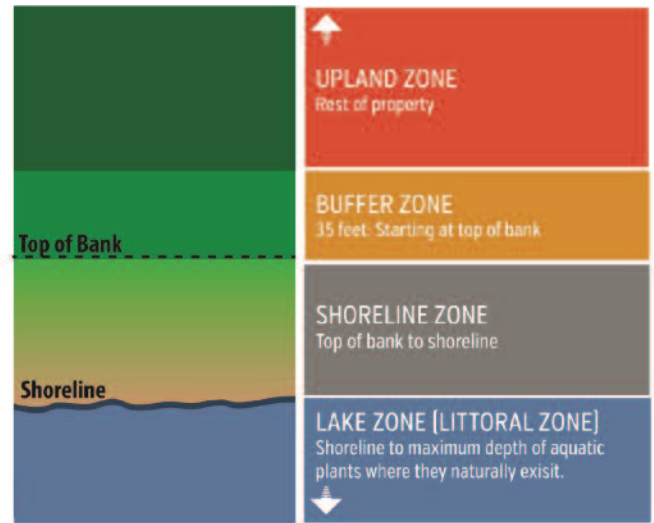 UPLAND ZONE
Rest of property
BUFFER ZONE
35 feet: Starting at top of bank
Top of Bank
SHORELINE ZONE
Top of bank to shoreline
Shoreline
LAKE ZONE (LITTORAL ZONE)
Shoreline to maximum depth of aquatic
plants where they naturally exisit.